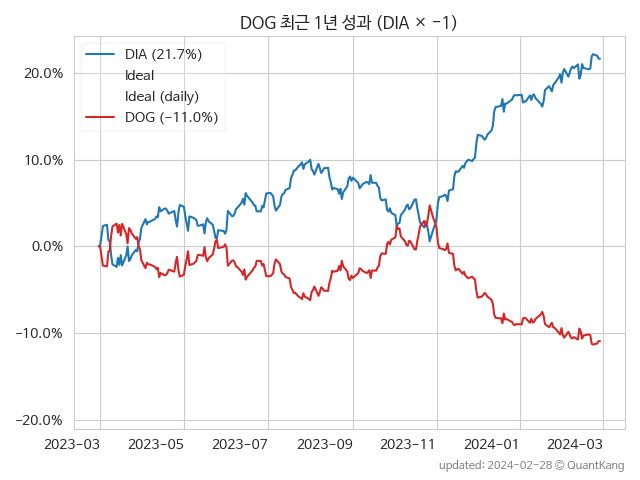 DOG 최근 1년 성과 (DIA × −1)
DIA (21.7%)
Ideal
Ideal (daily)
DOG (−11.0%)
20.0%
10.0%
0.0%
−10.0%
−20.0%
2023-03 2023-05 2023-07 2023-09 2023-11 2024-01 2024-03
updated: 2024-02-28 © QuantKang